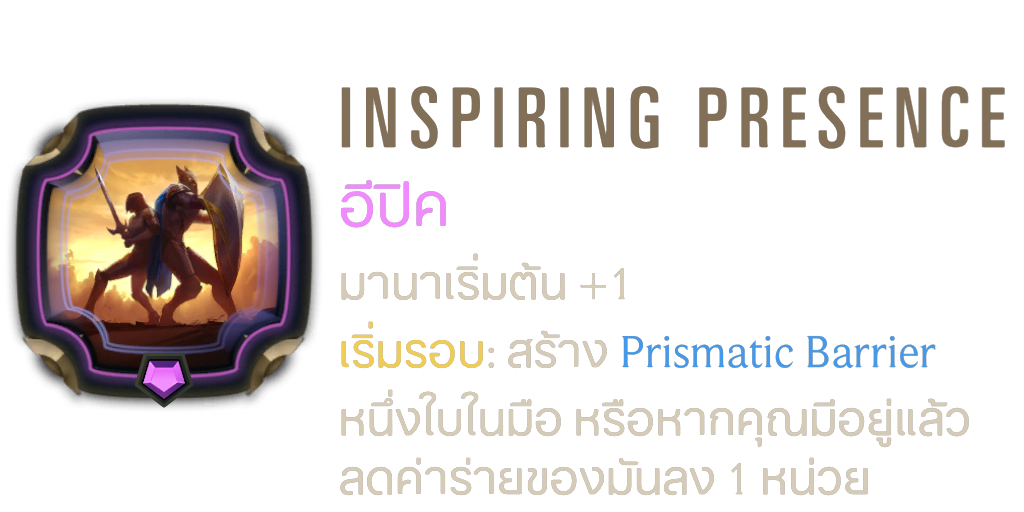 INSPIRING PRESENCE
อีปิค
มานาเริ่มต้น +1
เริ่มรอบ: สร้าง Prismatic Barrier
หนึ่งใบในมือ หรือหากคุณมีอยู่แล้ว
ลดค่าร่ายของมันลง 1 หน่วย